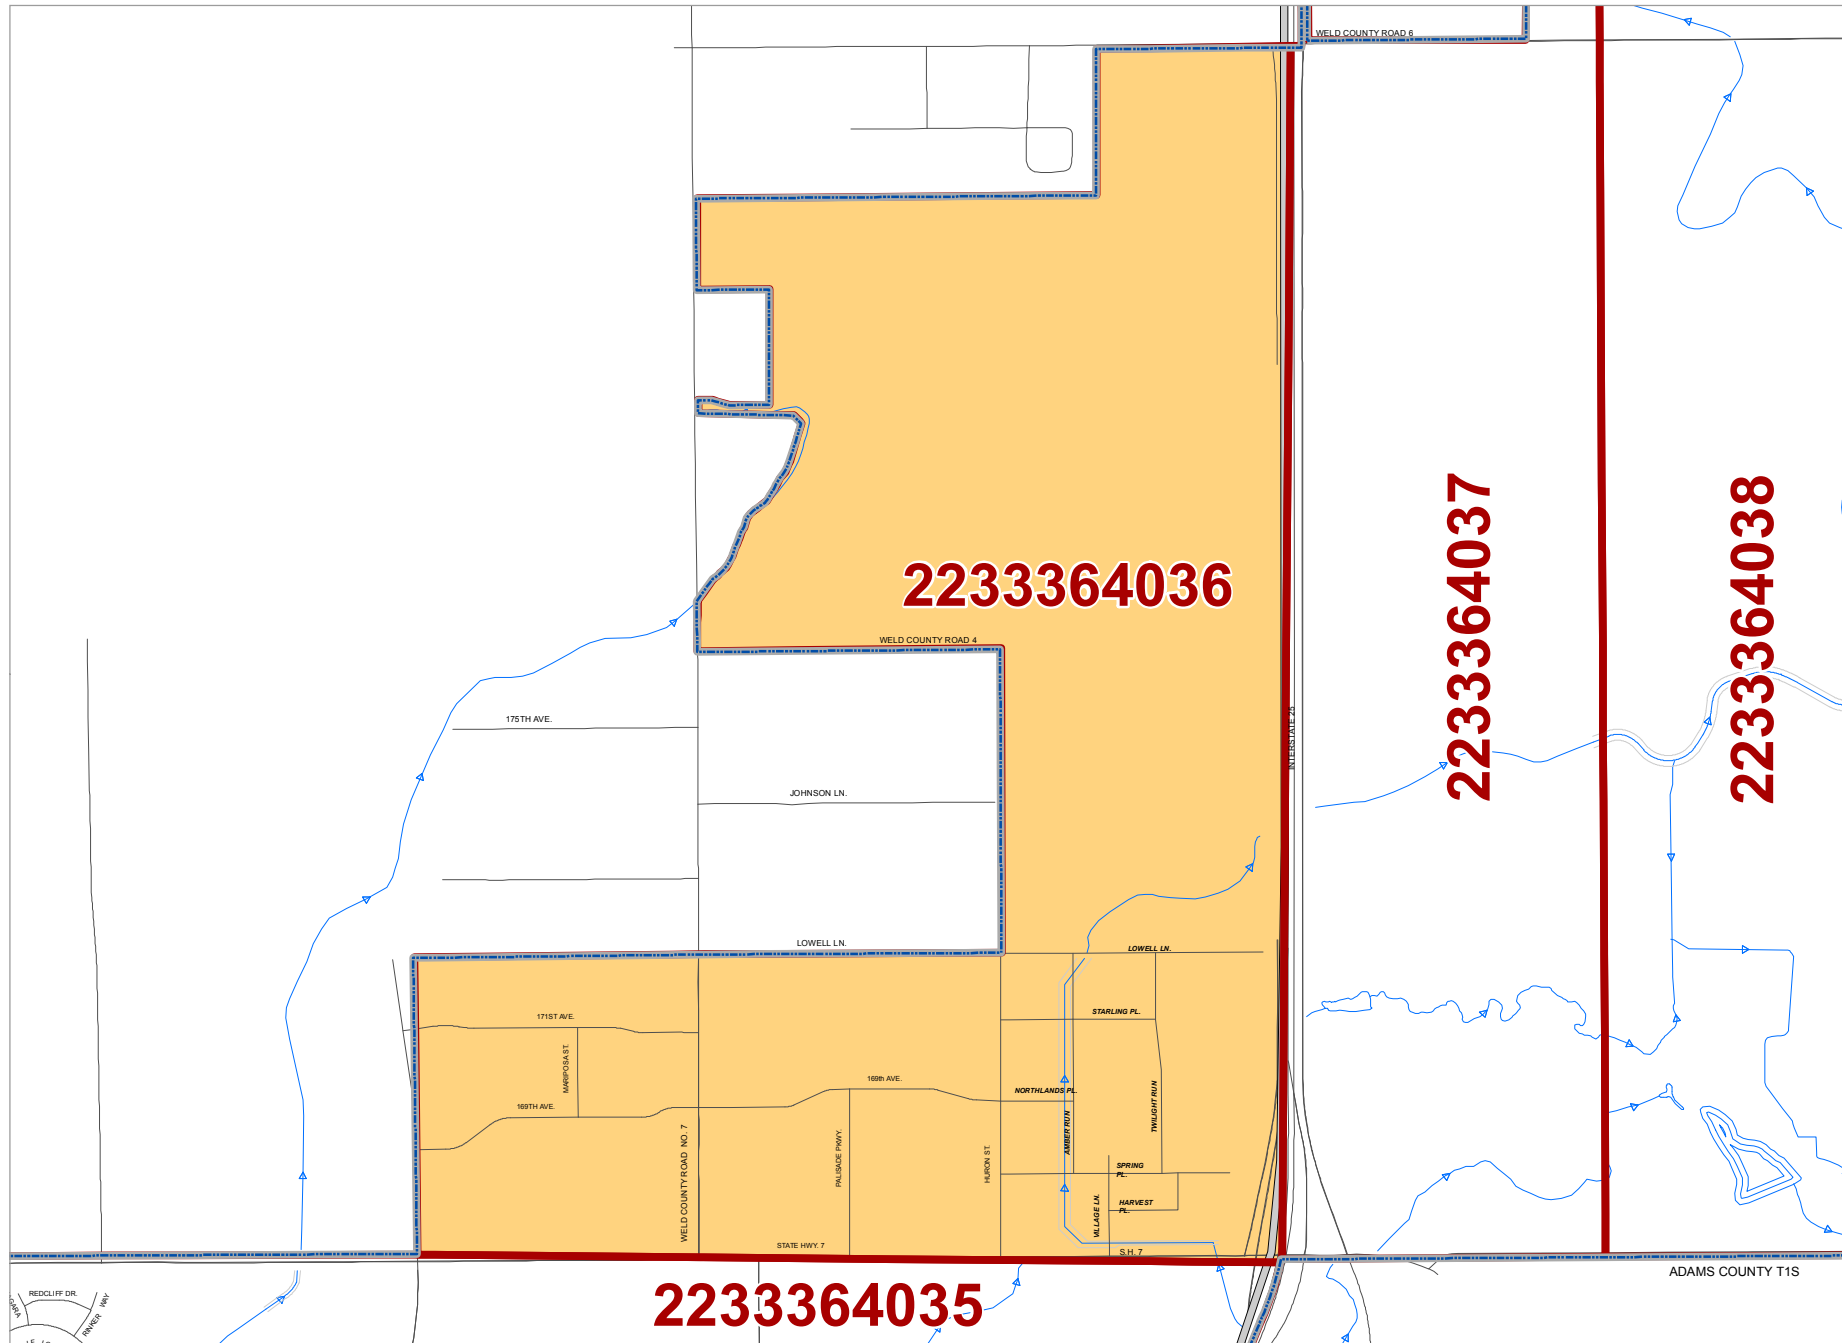 WELD COUNTY ROAD 6
2233364036
2233364037
2233364038
WELD COUNTY ROAD 4
INTERSTATE 25
175TH AVE.
JOHNSON LN.
LOWELL LN.
LOWELL LN.
171ST AVE.
STARLING PL.
MARIPOSA ST.
169th AVE.
NORTHLANDS PL.
169TH AVE.
TWILIGHT RUN
AMBER RUN
WELD COUNTY ROAD NO. 7
PALISADE PKWY.
HURON ST.
SPRING
PL.
HARVEST
PL.
VILLAGE LN.
STATE HWY. 7
S.H. 7
ADAMS COUNTY T1S
2233364035
REDCLIFF DR.
RINKER WAY